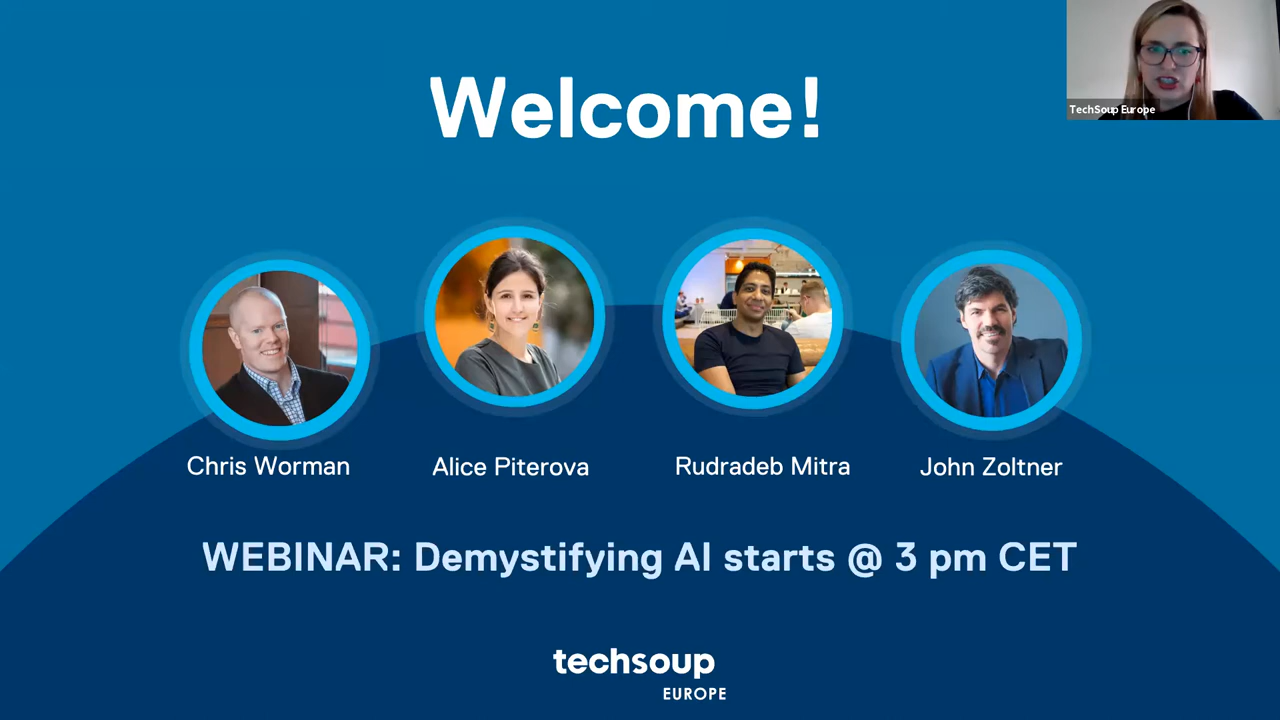 Welcome!
TechSoup Europe
Chris Worman
Alice Piterova
Rudradeb Mitra
John Zoltner
WEBINAR: Demystifying AI starts @ 3 pm CET
techsoup
EUROPE